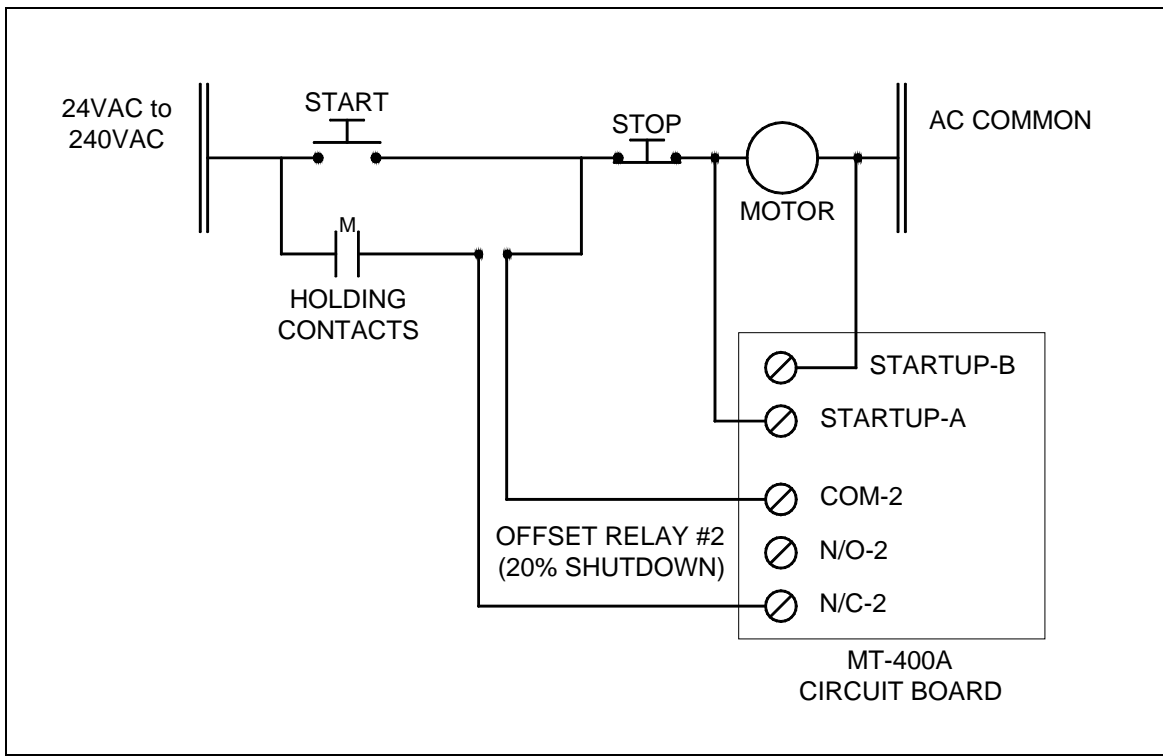 24VAC to
240VAC
START
STOP
AC COMMON
MOTOR
M
HOLDING
CONTACTS
STARTUP-B
STARTUP-A
COM-2
OFFSET RELAY #2
(20% SHUTDOWN)
N/O-2
N/C-2
MT-400A
CIRCUIT BOARD